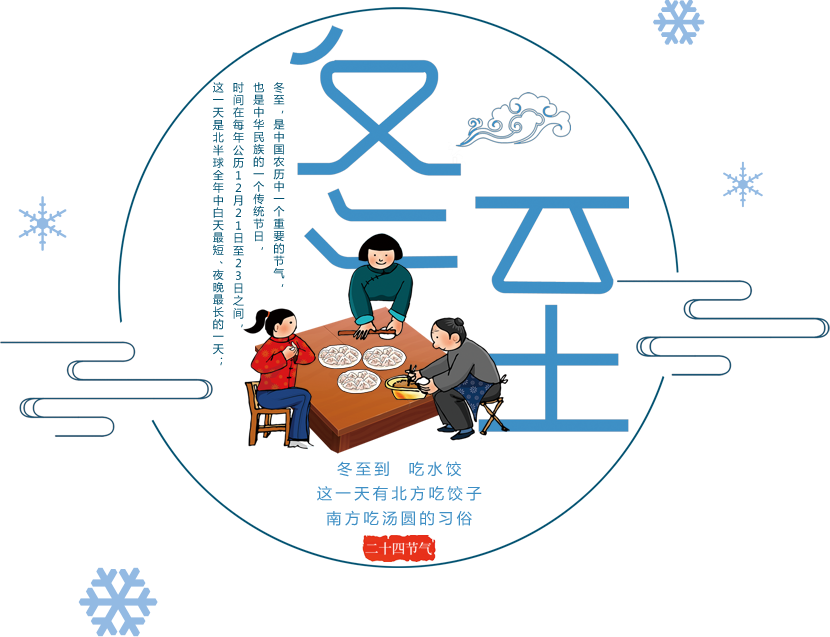 冬至
冬至，是中国农历中一个重要的节气，
也是中华民族的一个传统节日，
时间在每年公历12月21日至23日之间，
这一天是北半球全年中白天最短、夜晚最长的一天；
冬至到 吃水饺
这一天有北方吃饺子
南方吃汤圆的习俗
二十四节气